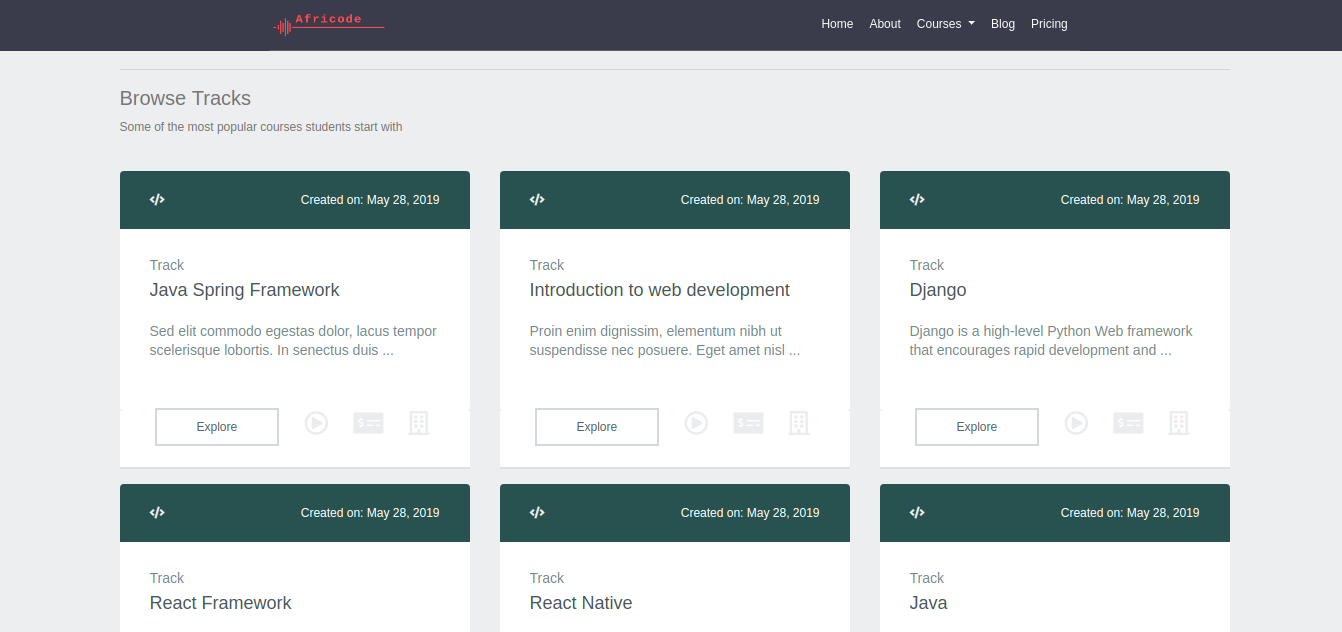 Africode
Home About Courses Blog Pricing
Browse Tracks
Some of the most popular courses students start with
Created on: May 28, 2019
Track
Java Spring Framework
Sed elit commodo egestas dolor, lacus tempor
scelerisque lobortis. In senectus duis ...
Explore
Created on: May 28, 2019
Track
Introduction to web development
Proin enim dignissim, elementum nibh ut
suspendisse nec posuere. Eget amet nisl ...
Explore
Created on: May 28, 2019
Track
Django
Django is a high-level Python Web framework
that encourages rapid development and ...
Explore
Created on: May 28, 2019
Track
React Framework
Created on: May 28, 2019
Track
React Native
Created on: May 28, 2019
Track
Java